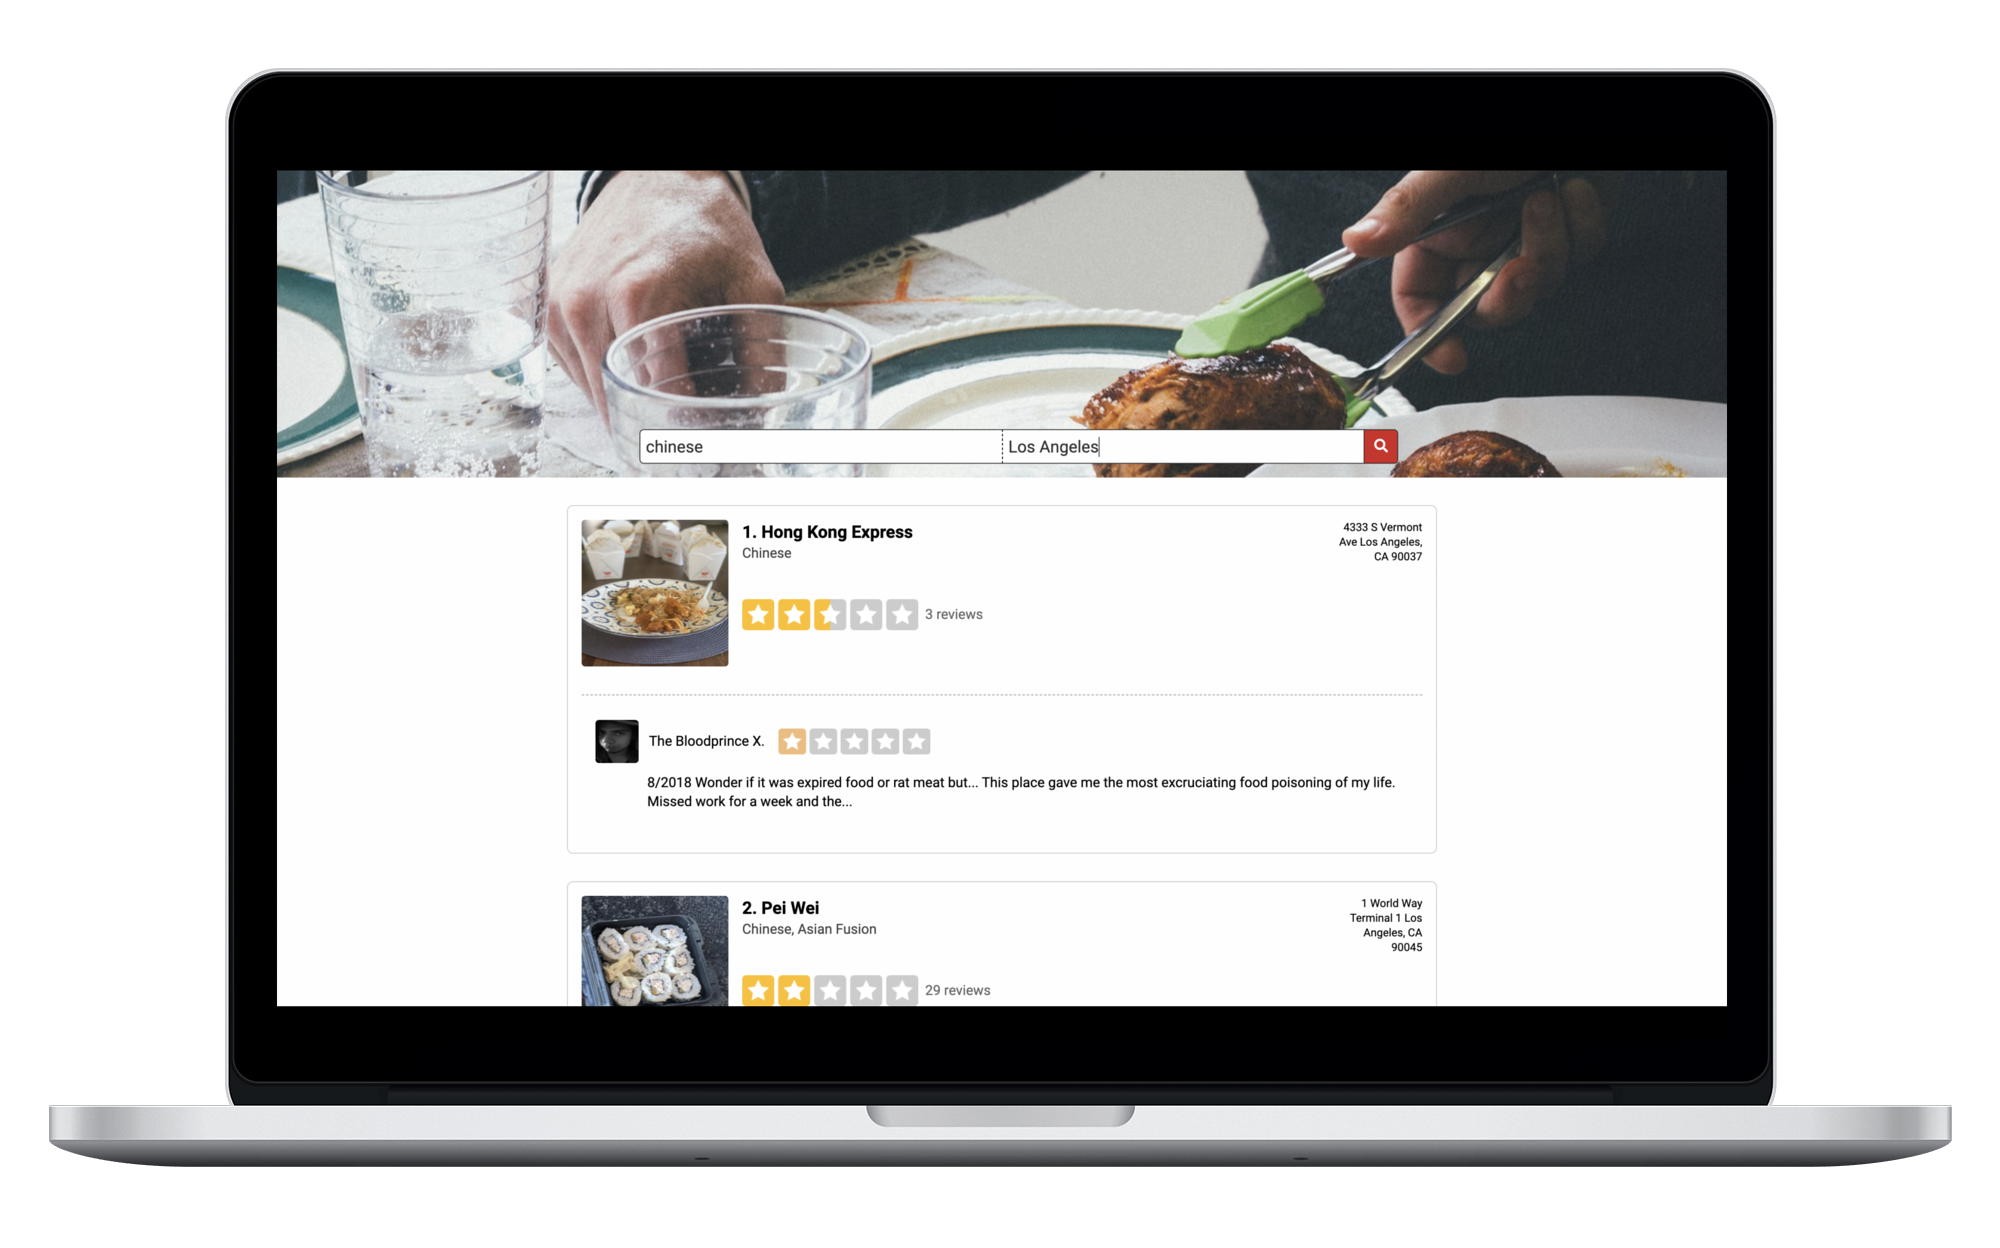 chinese
Los Angeles
1. Hong Kong Express
Chinese
4333 S Vermont
Ave Los Angeles,
CA 90037
3 reviews
The Bloodprince X.
8/2018 Wonder if it was expired food or rat meat but... This place gave me the most excruciating food poisoning of my life.
Missed work for a week and the...
2. Pei Wei
Chinese, Asian Fusion
1 World Way
Terminal 1 Los
Angeles, CA
90045
29 reviews